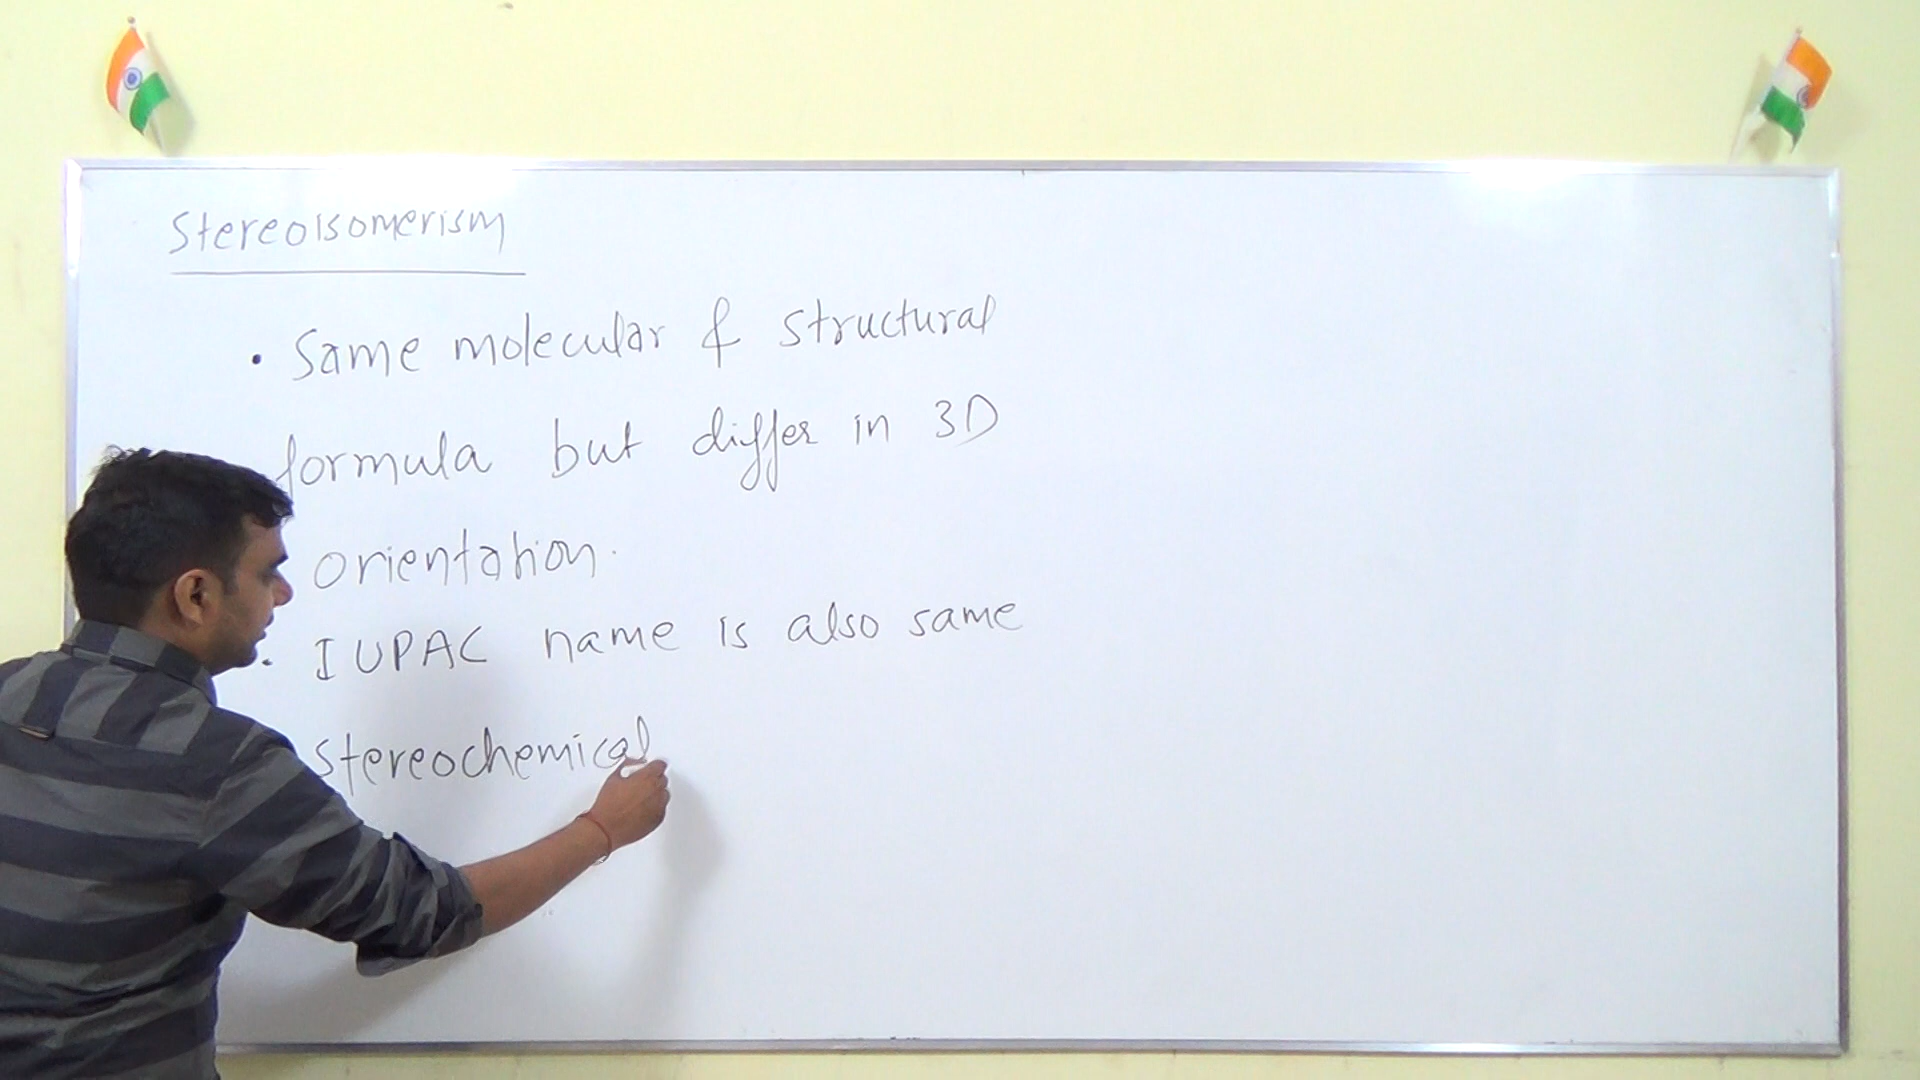 Stereoisomerism
• Same molecular & structural
formula but differ in 3D
orientation.
• IUPAC name is also same
stereochemical